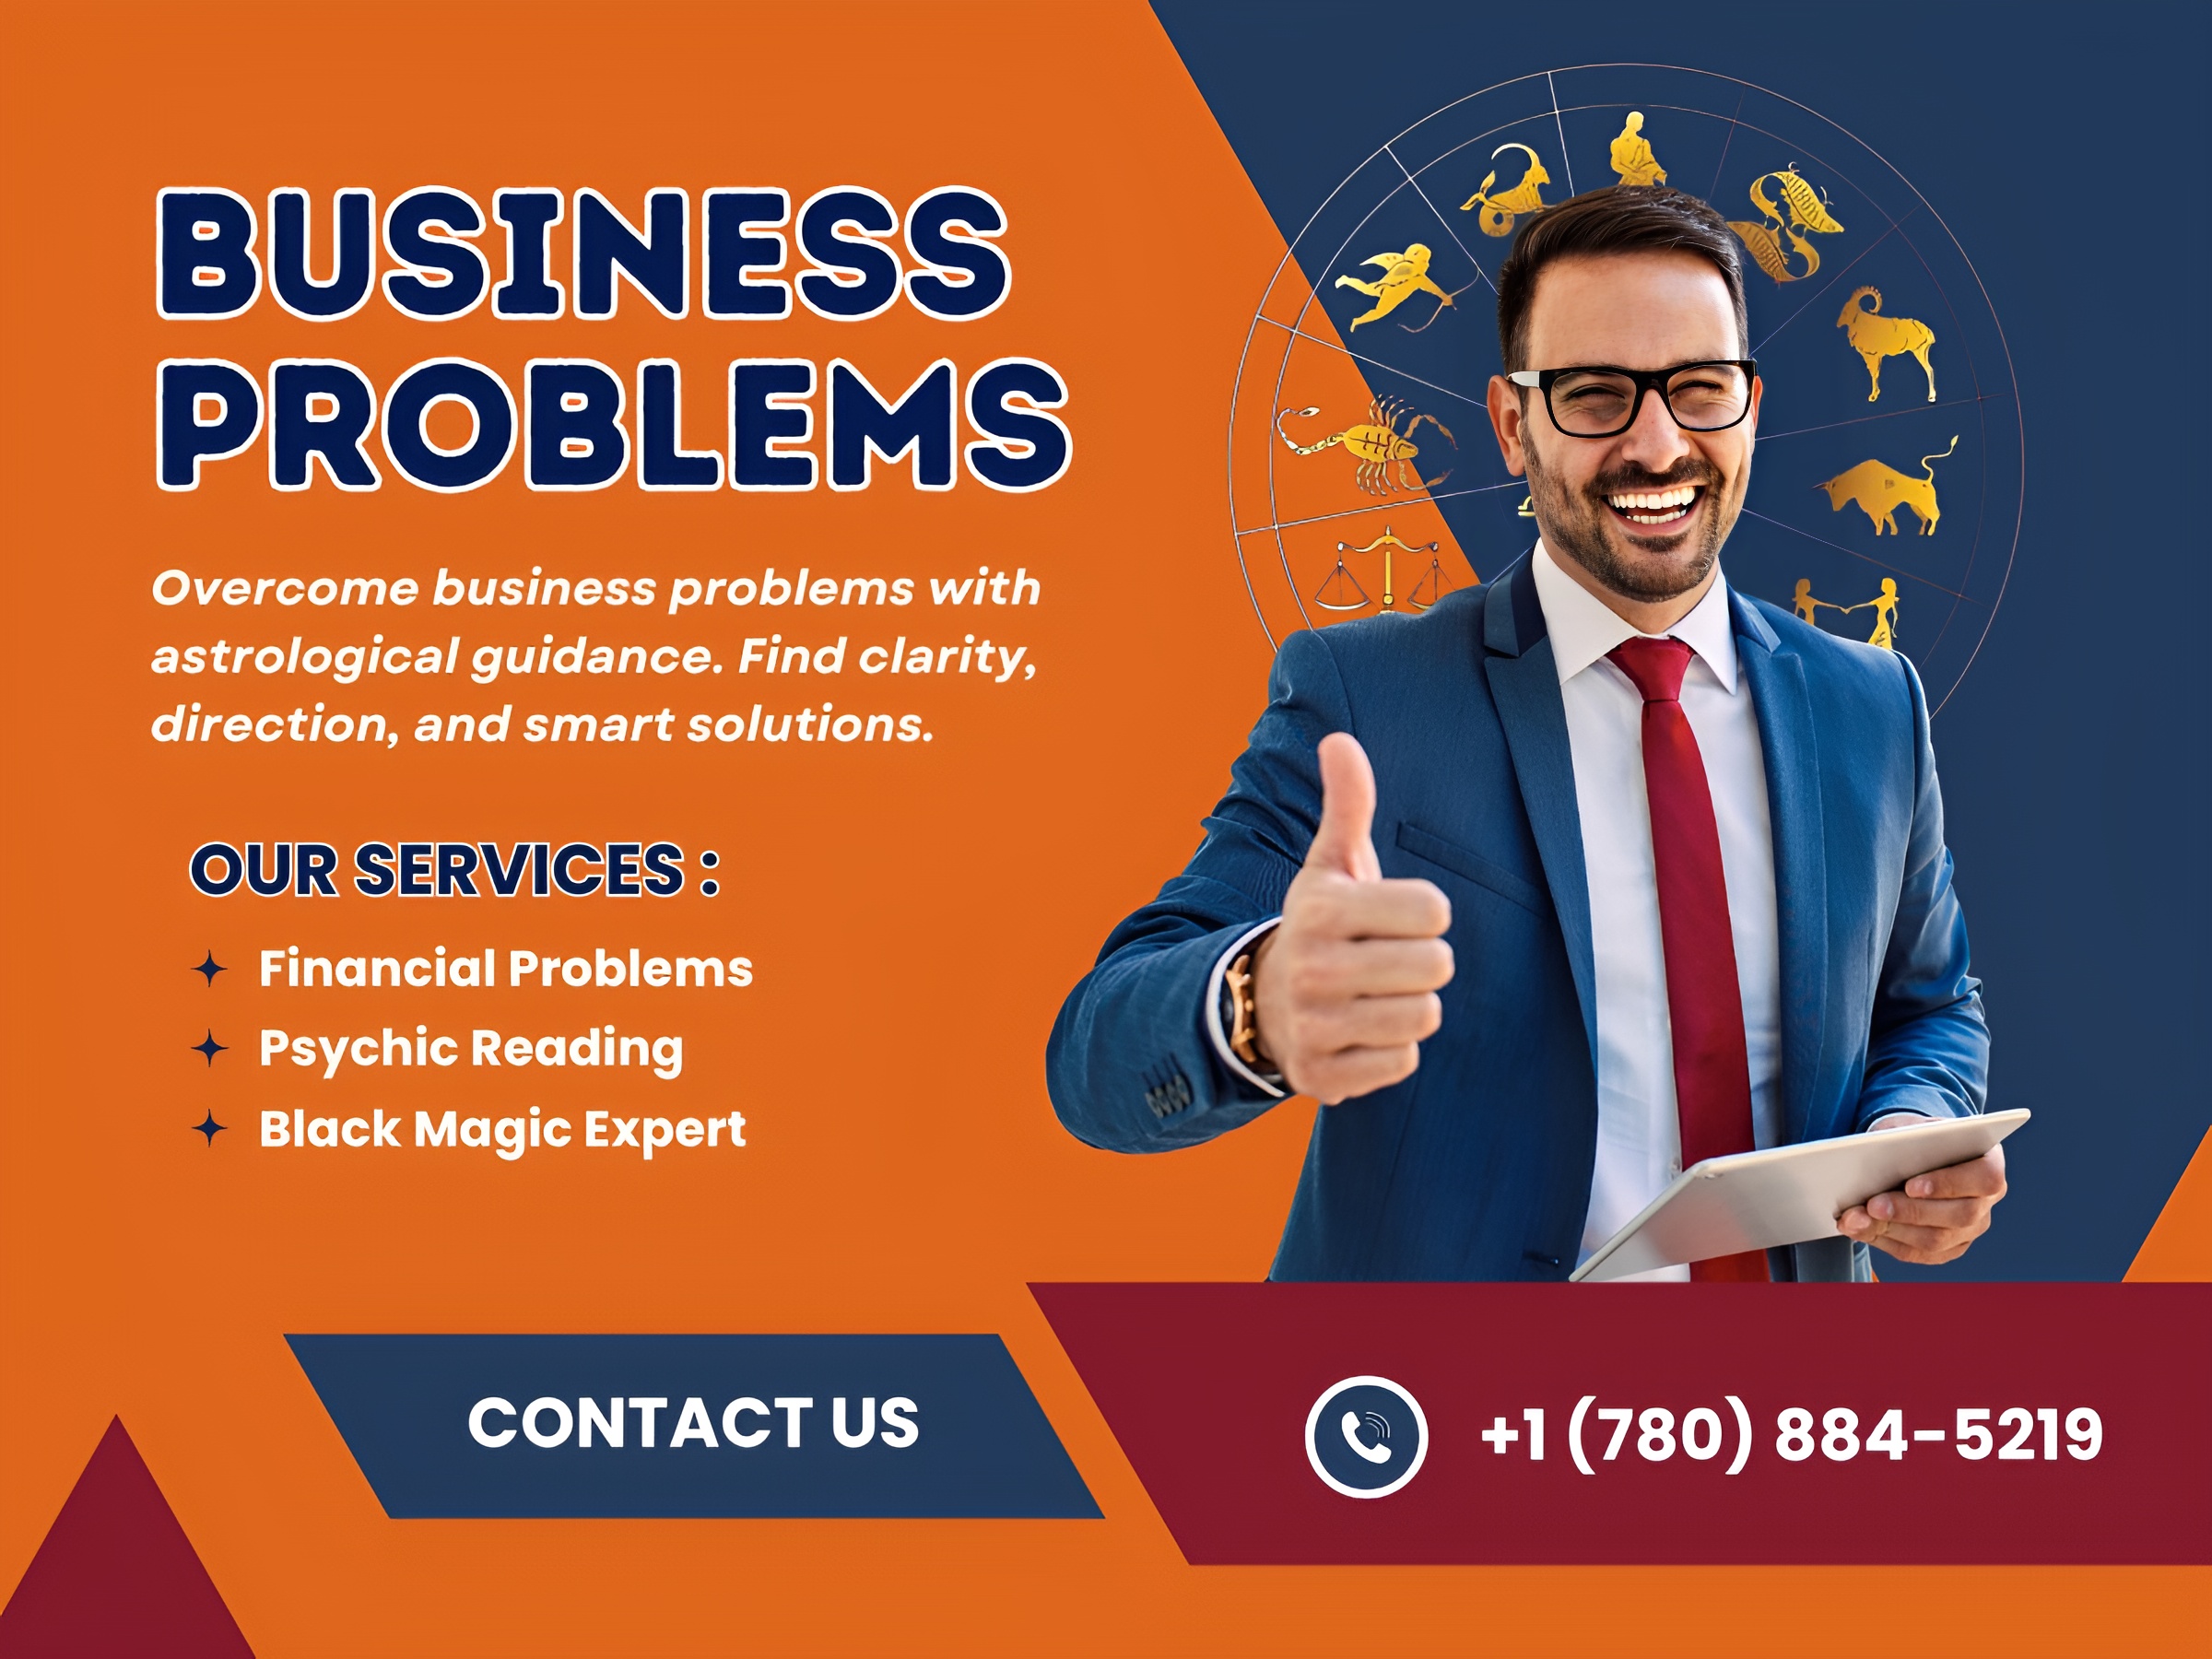 BUSINESS
PROBLEMS
Overcome business problems with
astrological guidance. Find clarity,
direction, and smart solutions.
OUR SERVICES :
Financial Problems
Psychic Reading
Black Magic Expert
CONTACT US
+1 (780) 884-5219